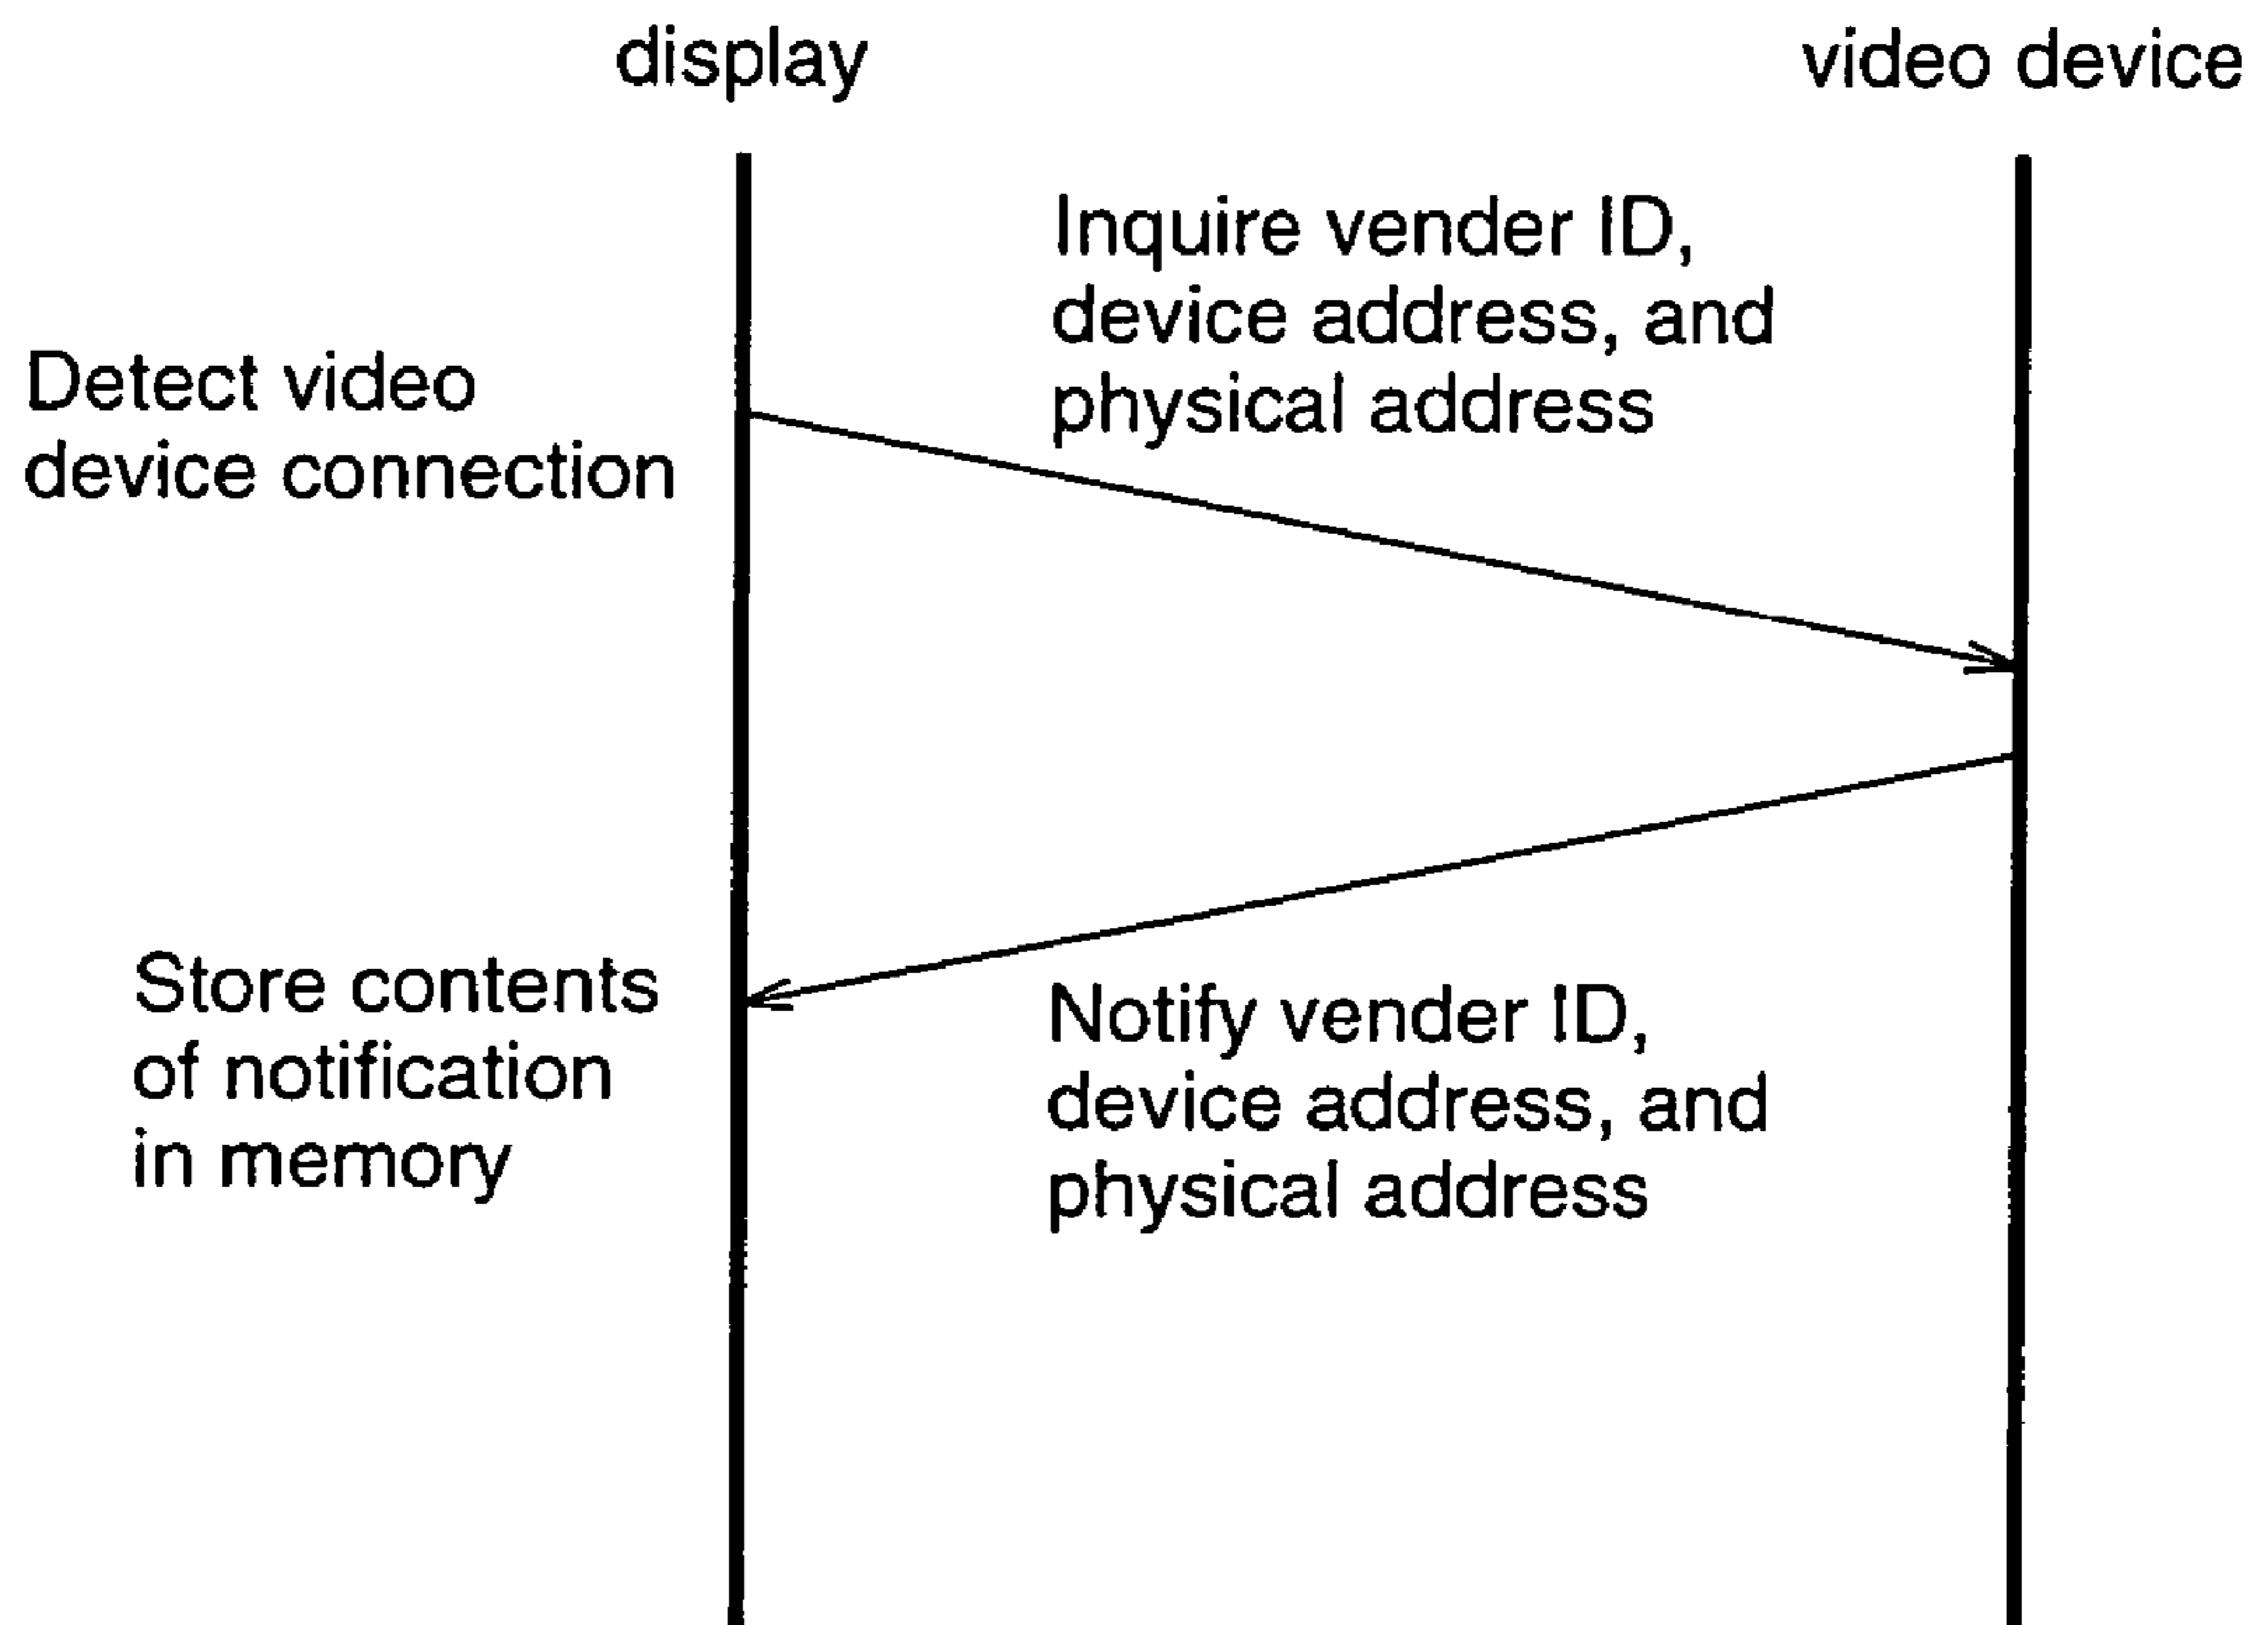 display
video device
Inquire vender ID,
device address, and
physical address
Detect video
device connection
Store contents
of notification
in memory
Notify vender ID,
device address, and
physical address